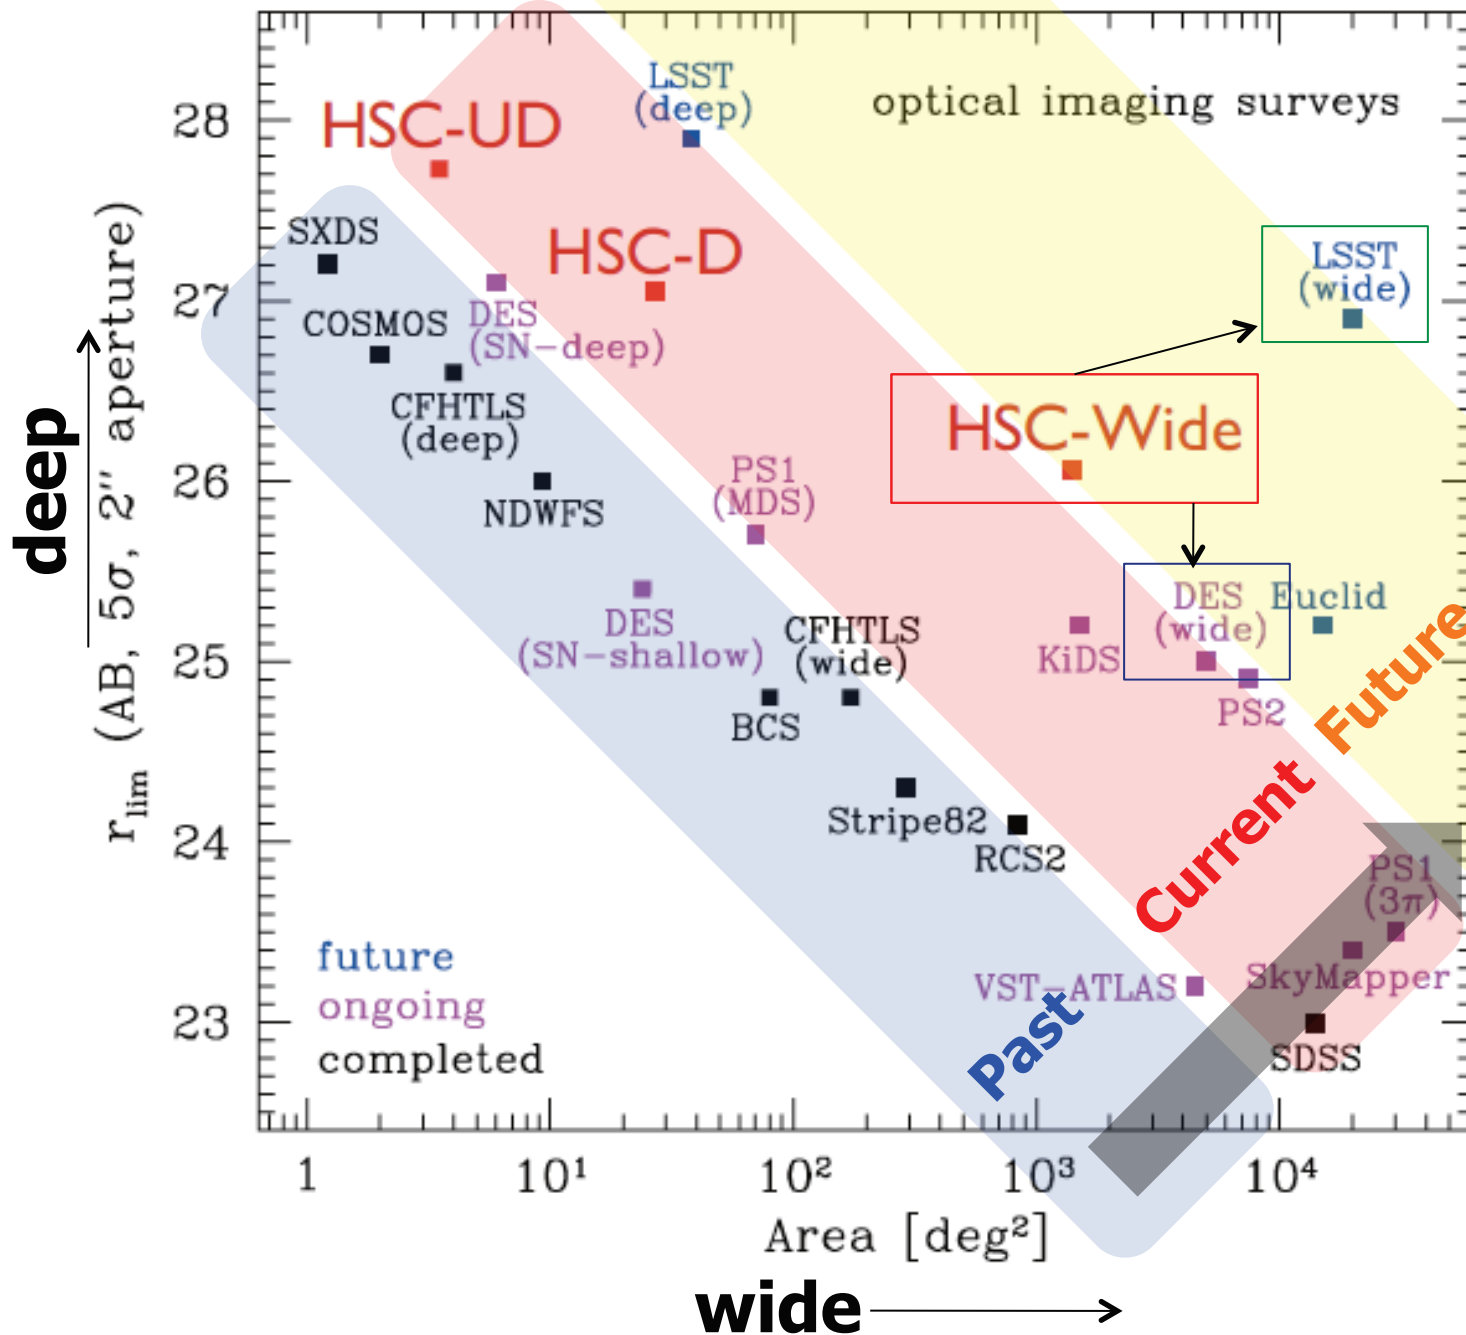 optical imaging surveys
LSST
(deep)
HSC-UD
SXDS
HSC-D
LSST
(wide)
DES
(SN-deep)
COSMOS
CFHTLS
(deep)
HSC-Wide
PS1
(MDS)
NDWFS
DES
(SN-shallow)
CFHTLS
(wide)
DES
(wide)
Euclid
KiDS
PS2
BCS
Stripe82
RCS2
PS1
(3π)
SkyMapper
VST-ATLAS
SDSS
Past
Current
Future
future
ongoing
completed
28
27
26
25
24
23
deep
r_lim (AB, 5σ, 2″ aperture)
1 10¹ 10² 10³ 10⁴
Area [deg²]
wide